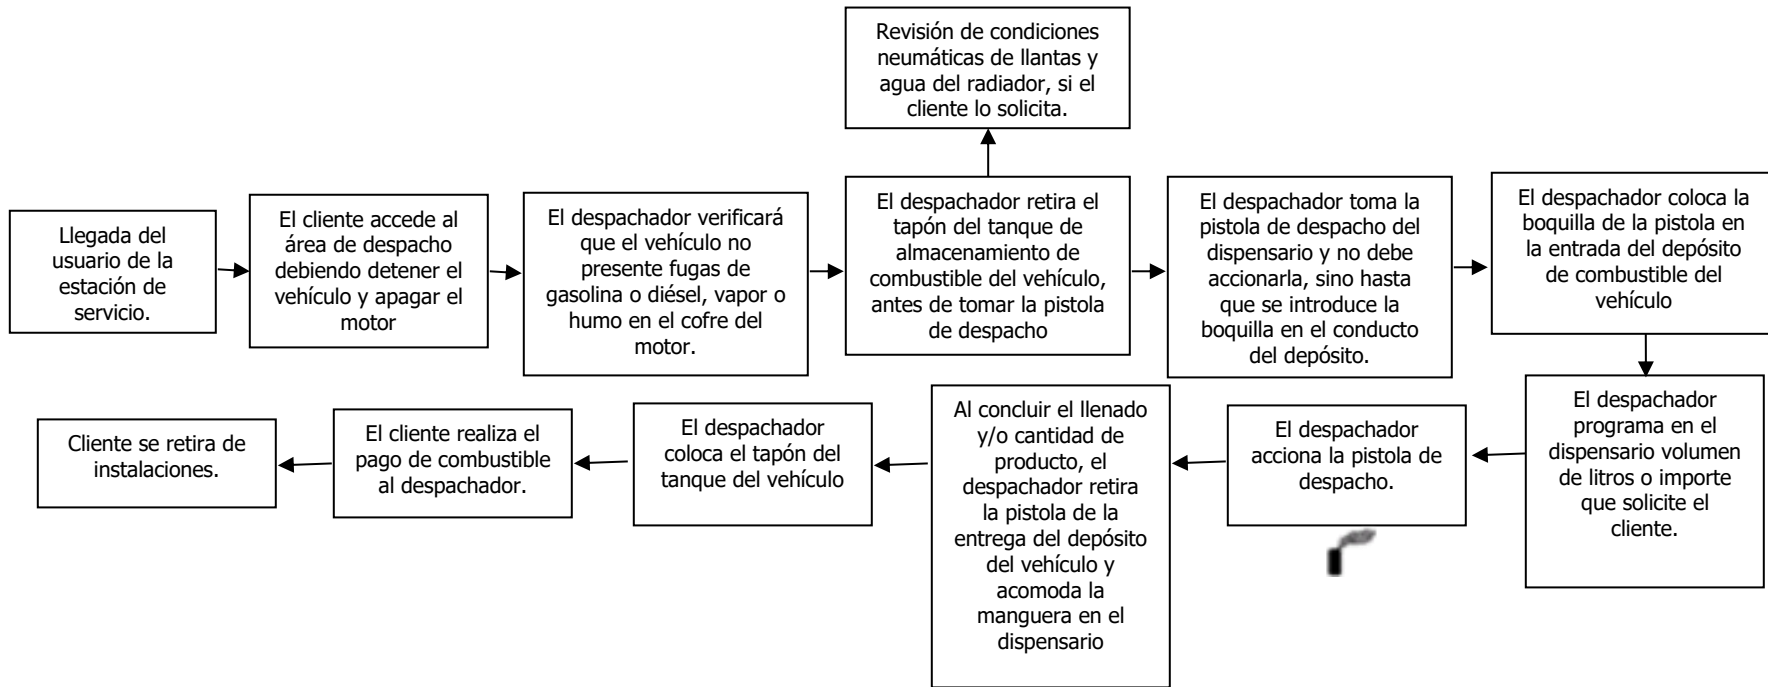 Revisión de condiciones
neumáticas de llantas y
agua del radiador, si el
cliente lo solicita.
Llegada del
usuario de la
estación de
servicio.
El cliente accede al
área de despacho
debiendo detener el
vehículo y apagar el
motor
El despachador verificará
que el vehículo no
presente fugas de
gasolina o diésel, vapor o
humo en el cofre del
motor.
El despachador retira el
tapón del tanque de
almacenamiento de
combustible del vehículo,
antes de tomar la pistola
de despacho
El despachador toma la
pistola de despacho del
dispensario y no debe
accionarla, sino hasta
que se introduce la
boquilla en el conducto
del depósito.
El despachador coloca la
boquilla de la pistola en
la entrada del depósito
de combustible del
vehículo
El despachador
programa en el
dispensario volumen
de litros o importe
que solicite el
cliente.
El despachador
acciona la pistola de
despacho.
Al concluir el llenado
y/o cantidad de
producto, el
despachador retira
la pistola de la
entrega del depósito
del vehículo y
acomoda la
manguera en el
dispensario
El despachador
coloca el tapón del
tanque del vehículo
El cliente realiza el
pago de combustible
al despachador.
Cliente se retira de
instalaciones.